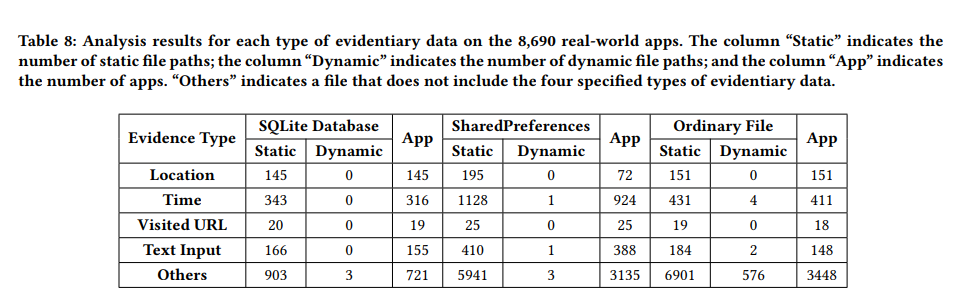 Table 8: Analysis results for each type of evidentiary data on the 8,690 real-world apps. The column “Static” indicates the
number of static file paths; the column “Dynamic” indicates the number of dynamic file paths; and the column “App” indicates
the number of apps. “Others” indicates a file that does not include the four specified types of evidentiary data.
Evidence Type SQLite Database App SharedPreferences App Ordinary File App
Static Dynamic Static Dynamic Static Dynamic
Location 145 0 145 195 0 72 151 0 151
Time 343 0 316 1128 1 924 431 4 411
Visited URL 20 0 19 25 0 25 19 0 18
Text Input 166 0 155 410 1 388 184 2 148
Others 903 3 721 5941 3 3135 6901 576 3448